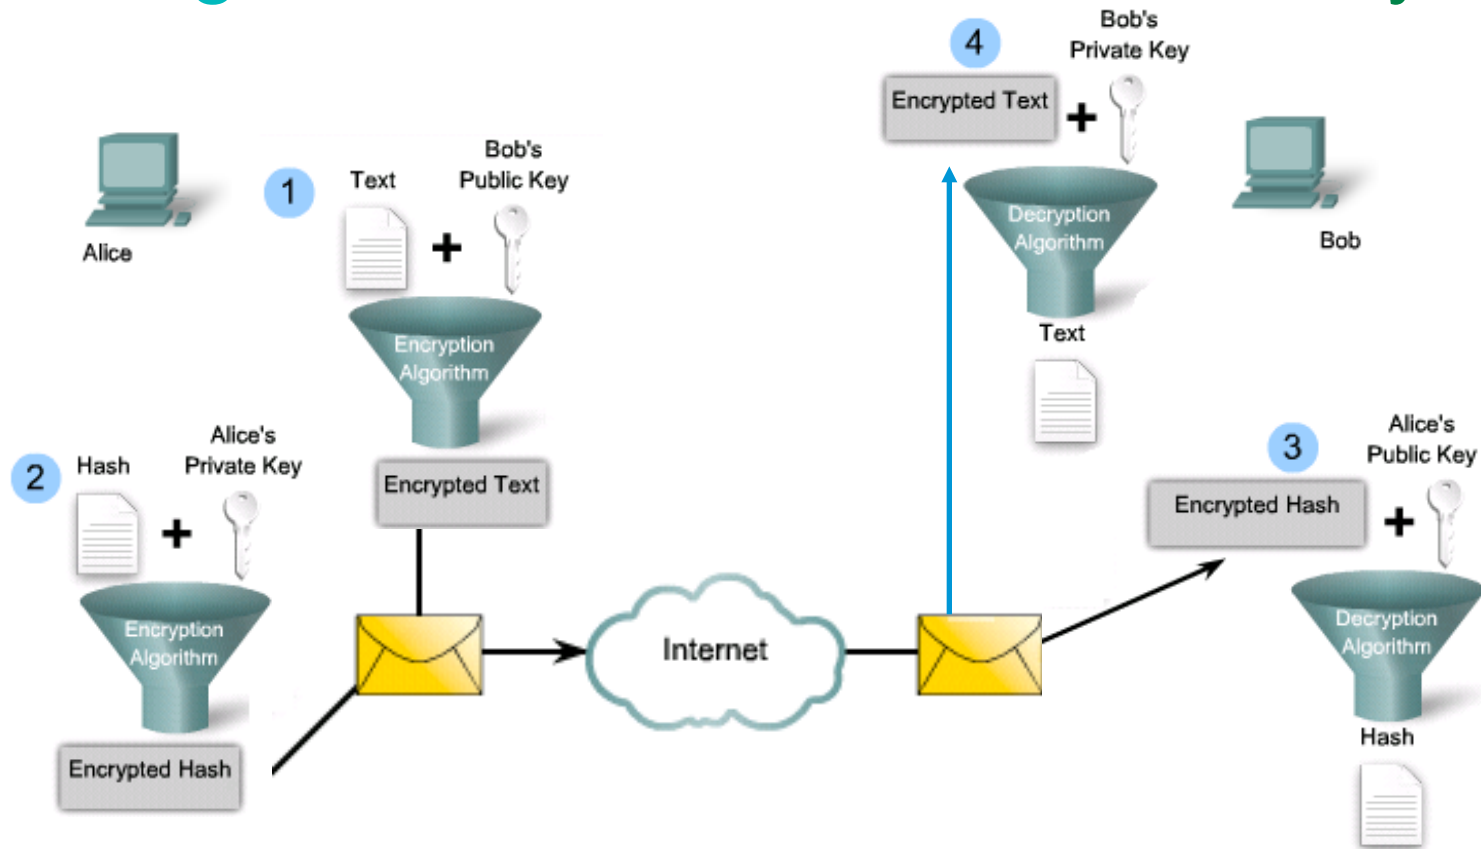 Alice
1
Text
Bob's
Public Key
Encryption
Algorithm
Encrypted Text
2
Hash
Alice's
Private Key
Encryption
Algorithm
Encrypted Hash
Internet
4
Bob's
Private Key
Encrypted Text
Decryption
Algorithm
Text
Bob
3
Alice's
Public Key
Encrypted Hash
Decryption
Algorithm
Hash